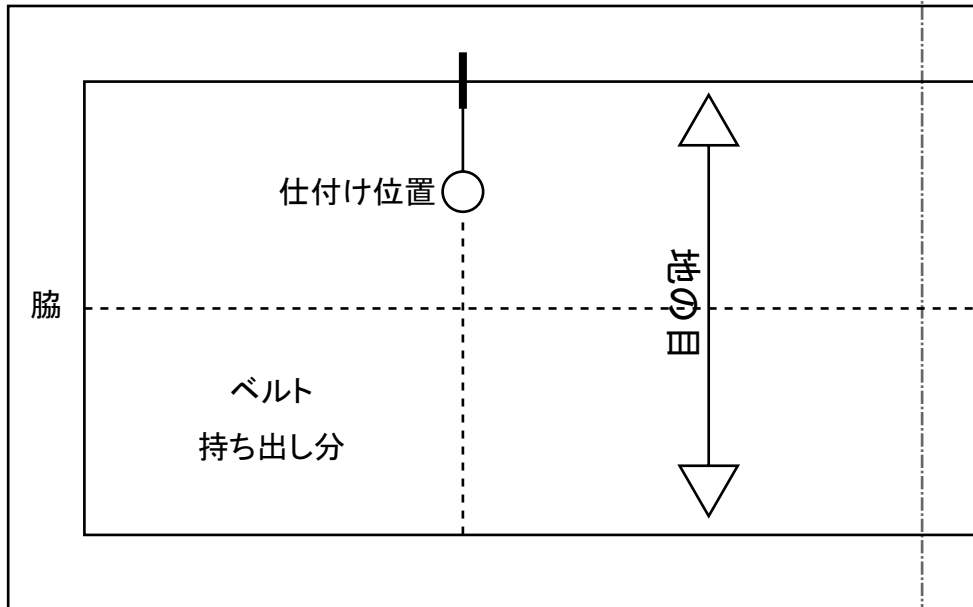 仕付け位置
地の目
脇
ベルト
持ち出し分